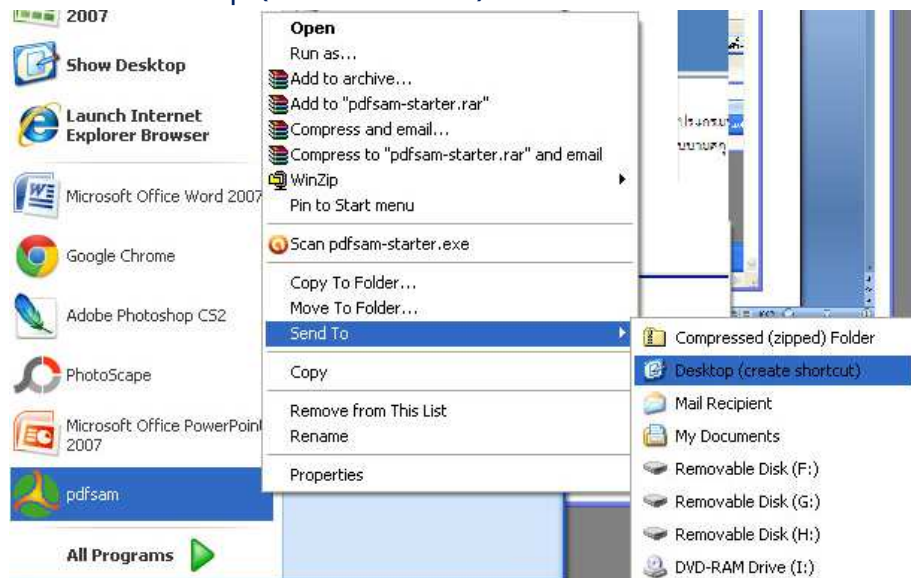 2007
Show Desktop
Launch Internet
Explorer Browser
Microsoft Office Word 2007
Google Chrome
Adobe Photoshop CS2
PhotoScape
Microsoft Office PowerPoint
2007
pdfsam
All Programs
Open
Run as...
Add to archive...
Add to "pdfsam-starter.rar"
Compress and email...
Compress to "pdfsam-starter.rar" and email
WinZip
Pin to Start menu
Scan pdfsam-starter.exe
Copy To Folder...
Move To Folder...
Send To
Copy
Remove from This List
Rename
Properties
Compressed (zipped) Folder
Desktop (create shortcut)
Mail Recipient
My Documents
Removable Disk (F:)
Removable Disk (G:)
Removable Disk (H:)
DVD-RAM Drive (I:)